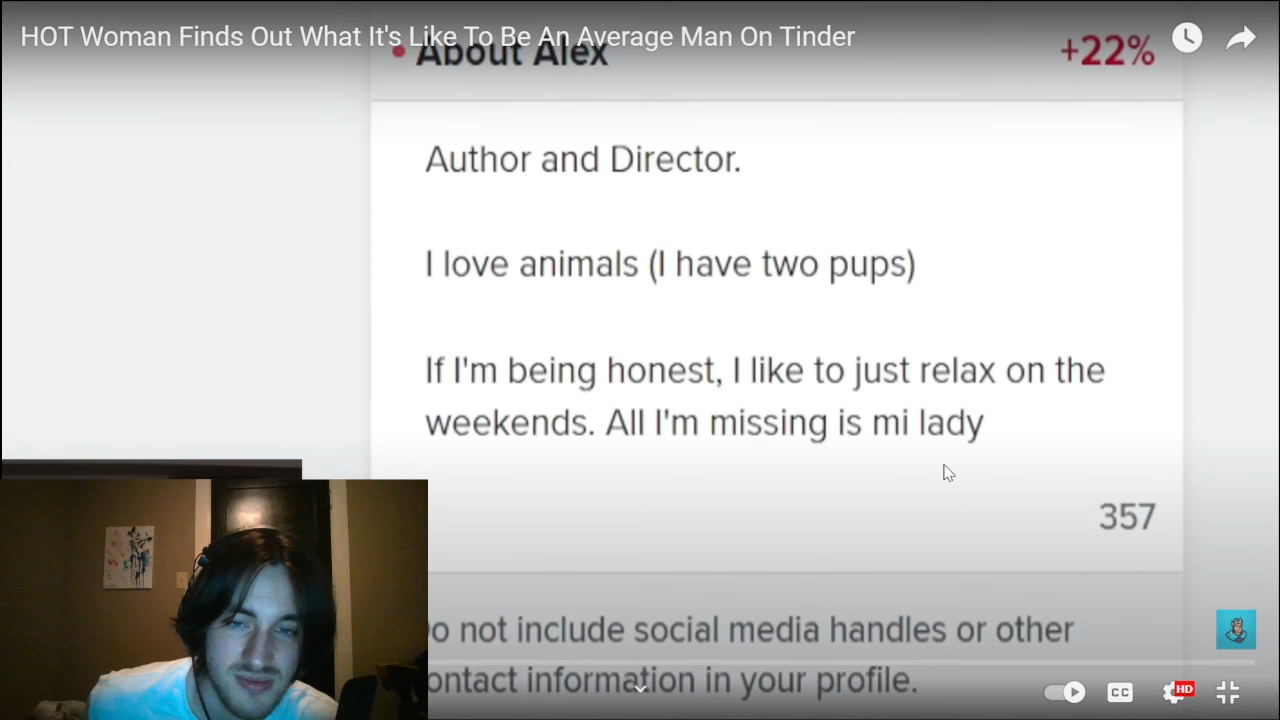 HOT Woman Finds Out What It's Like To Be An Average Man On Tinder
About Alex
+22%
Author and Director.
I love animals (I have two pups)
If I'm being honest, I like to just relax on the
weekends. All I'm missing is mi lady
357
o not include social media handles or other
ontact information in your profile.
CC
HD